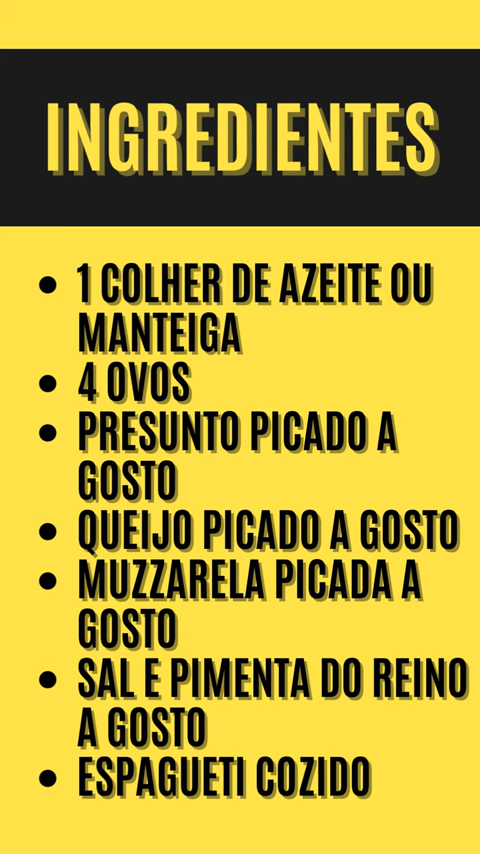 INGREDIENTES
• 1 COLHER DE AZEITE OU
MANTEIGA
• 4 OVOS
• PRESUNTO PICADO A
GOSTO
• QUEIJO PICADO A GOSTO
• MUZZARELA PICADA A
GOSTO
• SAL E PIMENTA DO REINO
A GOSTO
• ESPAGUETI COZIDO